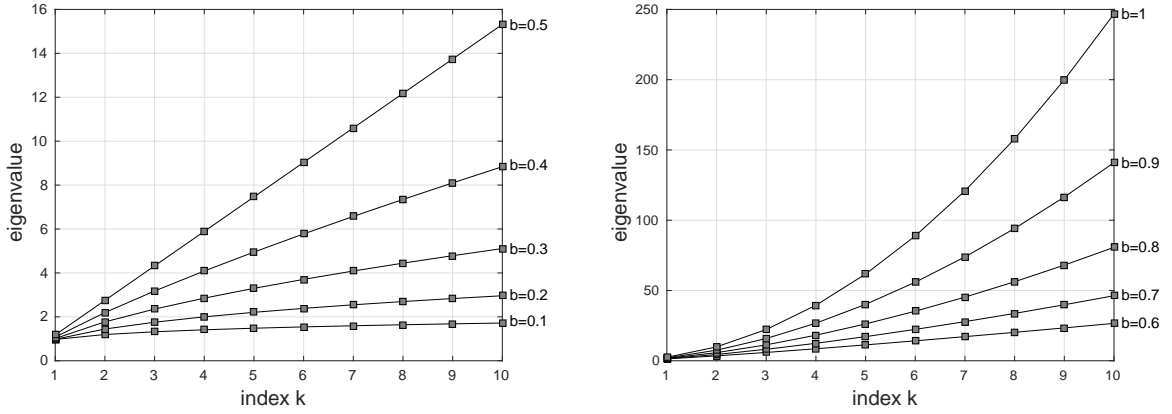 16
14
12
10
8
6
4
2
0
eigenvalue
1 2 3 4 5 6 7 8 9 10
index k
b=0.5
b=0.4
b=0.3
b=0.2
b=0.1
250
200
150
100
50
0
eigenvalue
1 2 3 4 5 6 7 8 9 10
index k
b=1
b=0.9
b=0.8
b=0.7
b=0.6